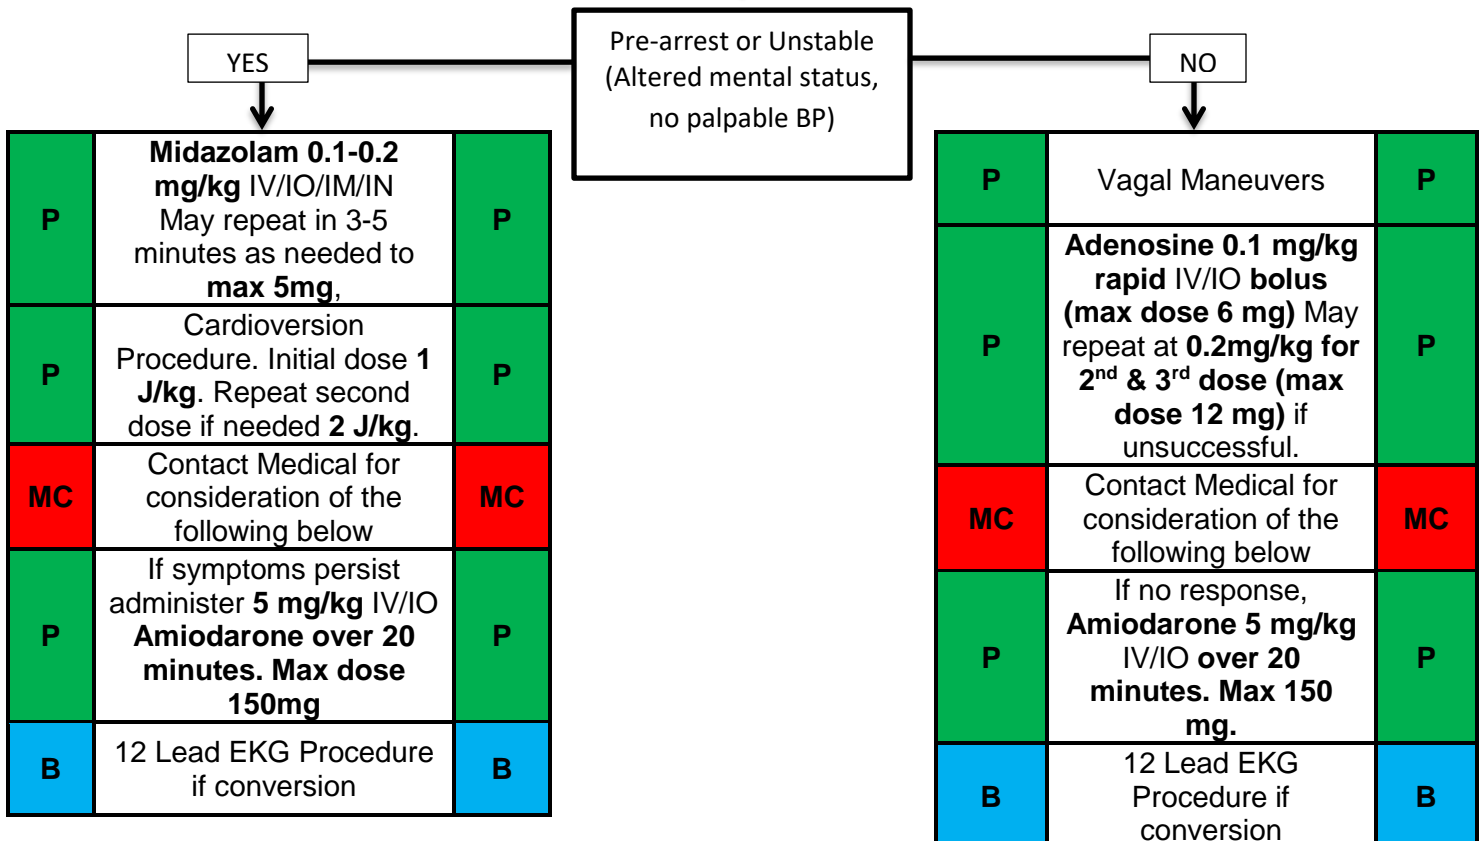 Pre-arrest or Unstable
(Altered mental status,
no palpable BP)
YES
NO
P
Midazolam 0.1-0.2
mg/kg IV/IO/IM/IN
May repeat in 3-5
minutes as needed to
max 5mg,
P
P
Cardioversion
Procedure. Initial dose 1
J/kg. Repeat second
dose if needed 2 J/kg.
P
MC
Contact Medical for
consideration of the
following below
MC
P
If symptoms persist
administer 5 mg/kg IV/IO
Amiodarone over 20
minutes. Max dose
150mg
P
B
12 Lead EKG Procedure
if conversion
B
P
Vagal Maneuvers
P
P
Adenosine 0.1 mg/kg
rapid IV/IO bolus
(max dose 6 mg) May
repeat at 0.2mg/kg for
2nd & 3rd dose (max
dose 12 mg) if
unsuccessful.
P
MC
Contact Medical for
consideration of the
following below
MC
P
If no response,
Amiodarone 5 mg/kg
IV/IO over 20
minutes. Max 150
mg.
P
B
12 Lead EKG
Procedure if
conversion
B